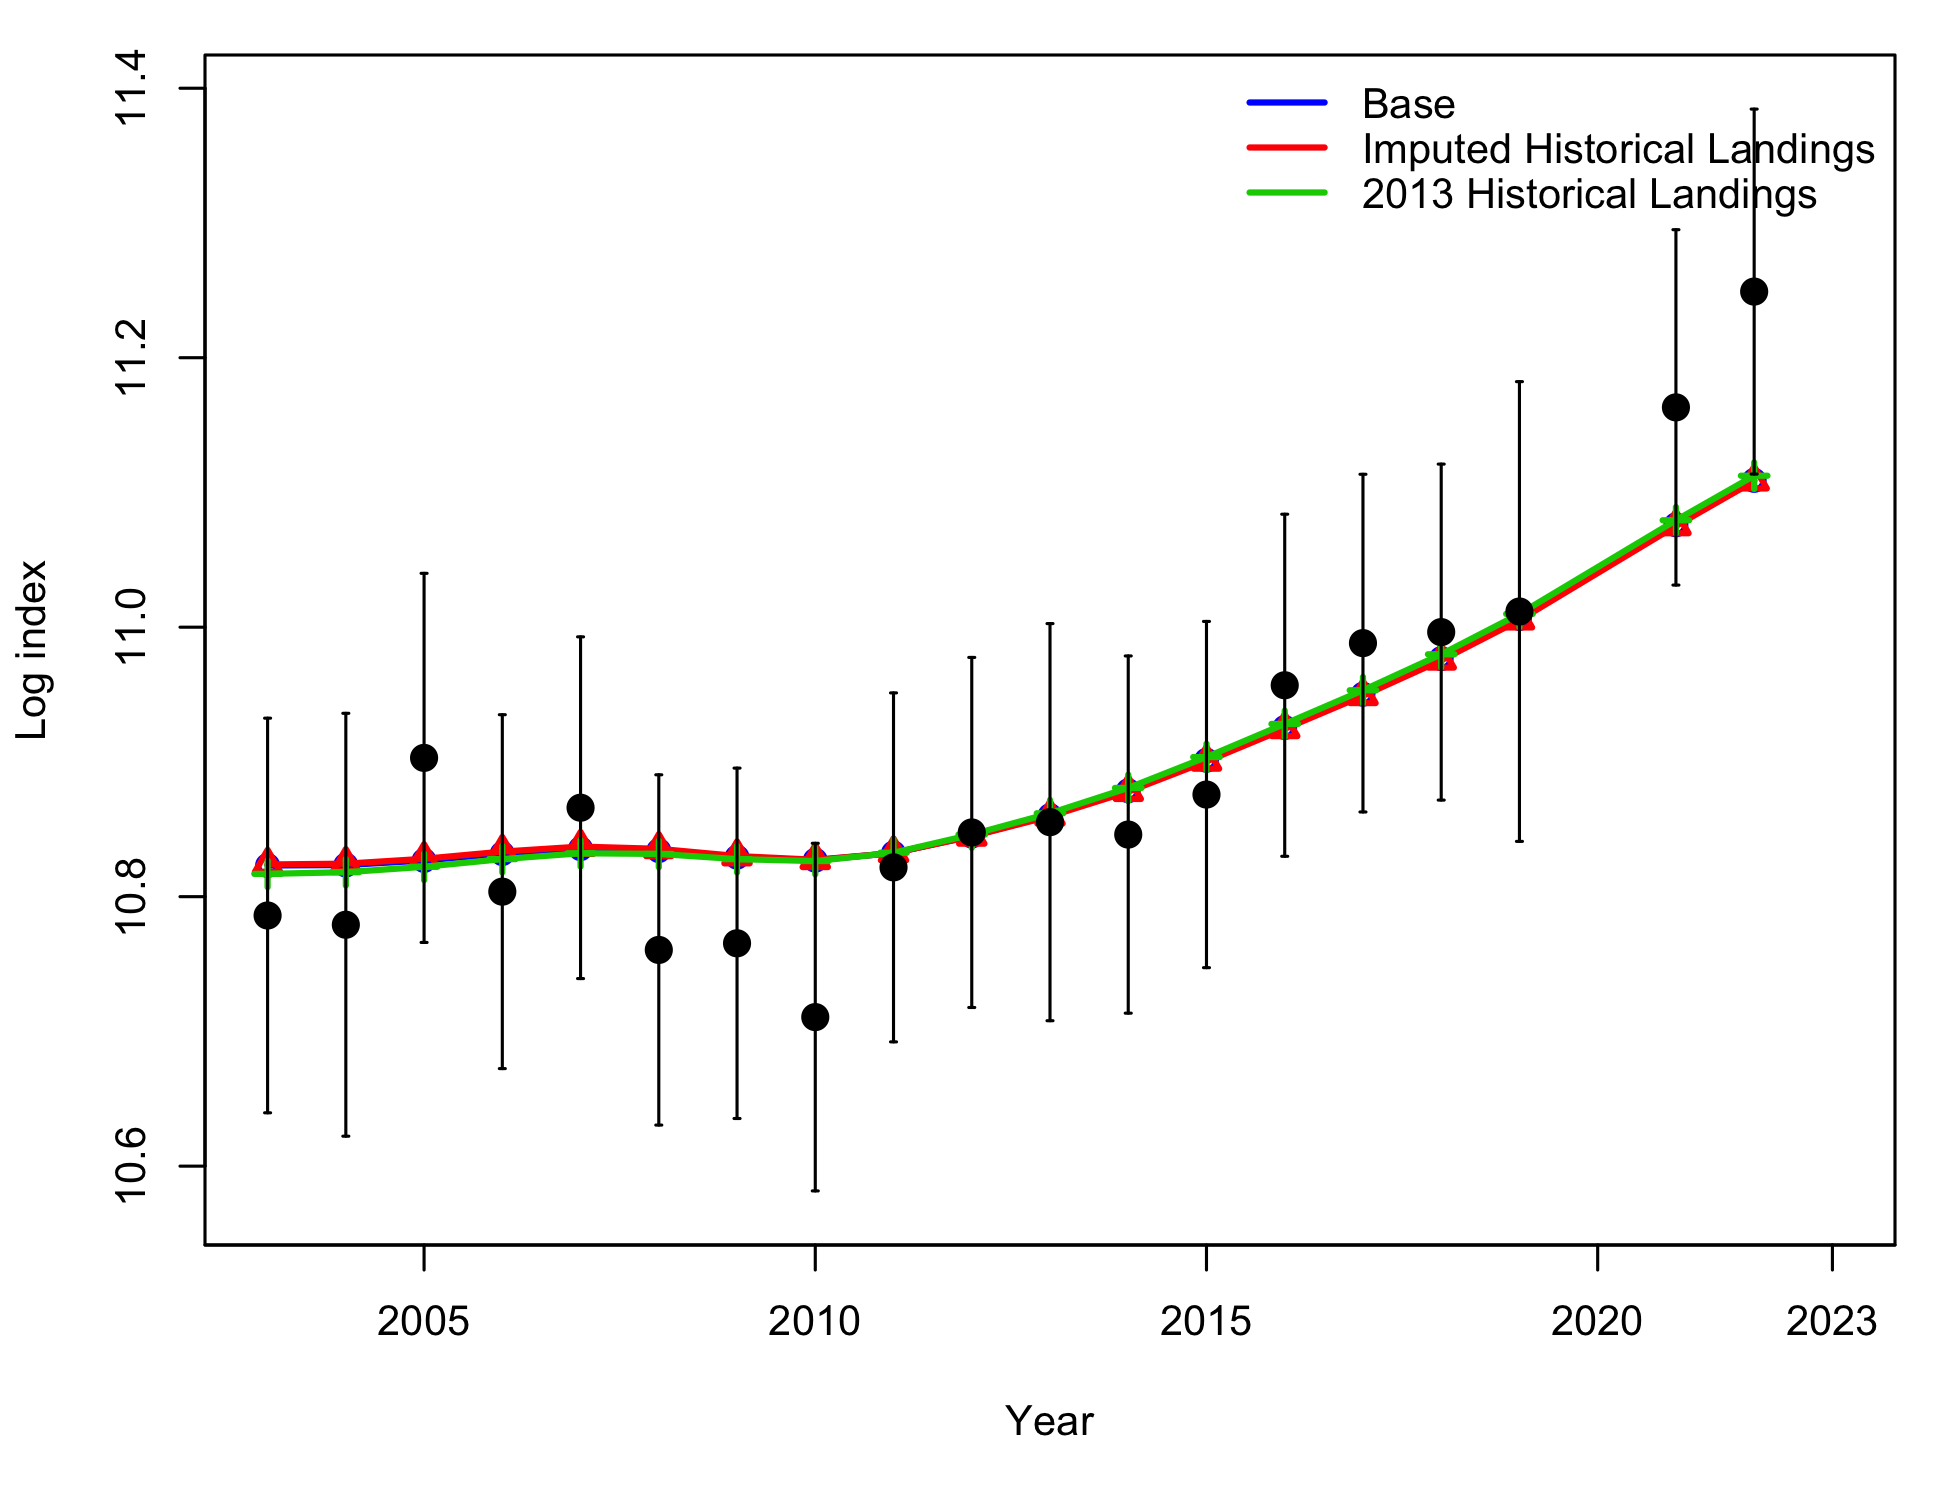 11.4
11.2
11.0
10.8
10.6
Log index
Base
Imputed Historical Landings
2013 Historical Landings
2005
2010
2015
2020
2023
Year